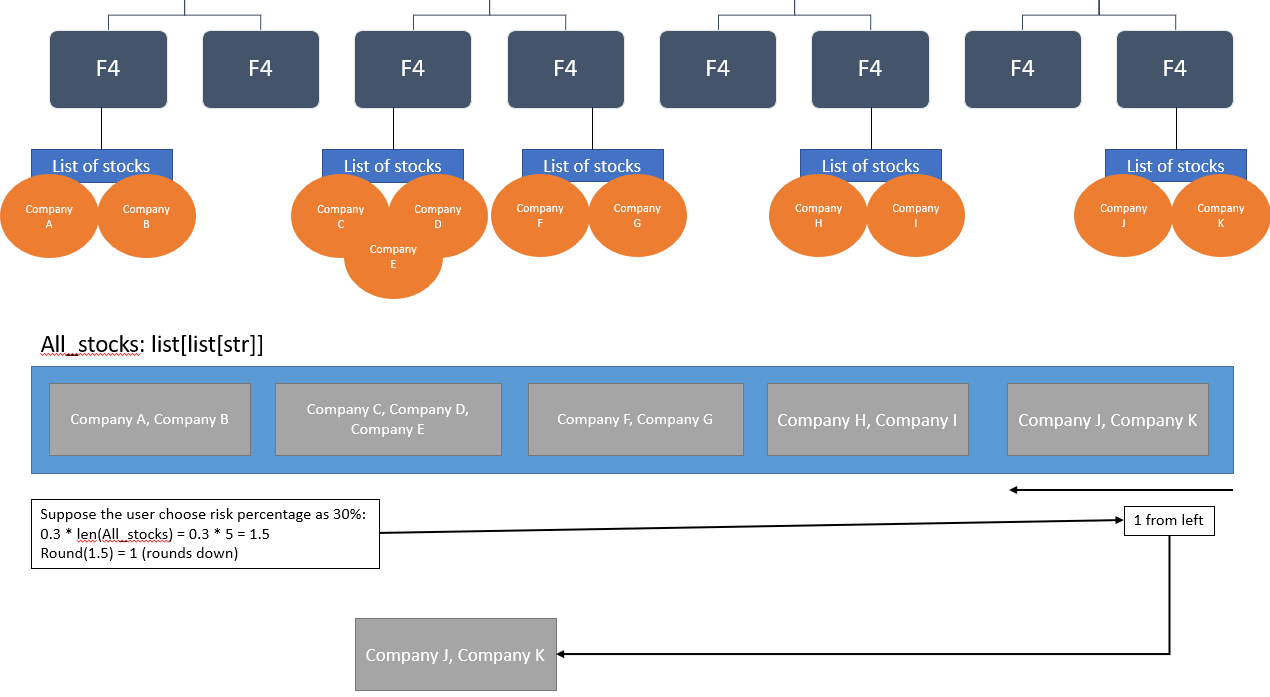 F4 F4 F4 F4 F4 F4 F4 F4
List of stocks List of stocks List of stocks List of stocks List of stocks
Company
A
Company
B
Company
C
Company
D
Company
E
Company
F
Company
G
Company
H
Company
I
Company
J
Company
K
All_stocks: list[list[str]]
Company A, Company B
Company C, Company D,
Company E
Company F, Company G
Company H, Company I
Company J, Company K
Suppose the user choose risk percentage as 30%:
0.3 * len(All_stocks) = 0.3 * 5 = 1.5
Round(1.5) = 1 (rounds down)
1 from left
Company J, Company K